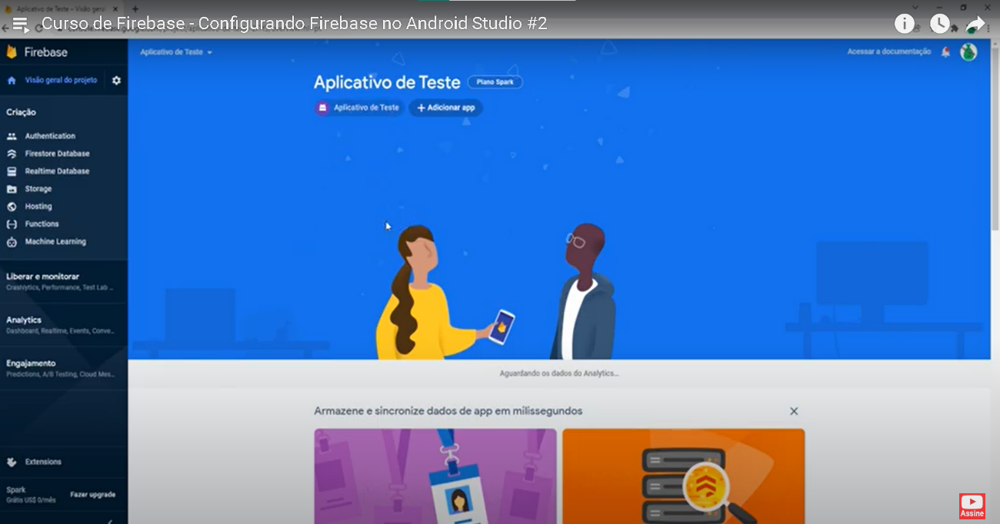 Aplicativo de Teste – Visão geral
Curso de Firebase - Configurando Firebase no Android Studio #2
Firebase
Aplicativo de Teste
Acessar a documentação
Visão geral do projeto
Aplicativo de Teste
Plano Spark
Aplicativo de Teste
+ Adicionar app
Criação
Authentication
Firestore Database
Realtime Database
Storage
Hosting
Functions
Machine Learning
Liberar e monitorar
Crashlytics, Performance, Test Lab ...
Analytics
Dashboard, Realtime, Events, Conve...
Engajamento
Predictions, A/B Testing, Cloud Mes...
Aguardando os dados do Analytics...
Armazene e sincronize dados de app em milissegundos
Extensions
Spark
Grátis US$ 0/mês
Fazer upgrade
Assine